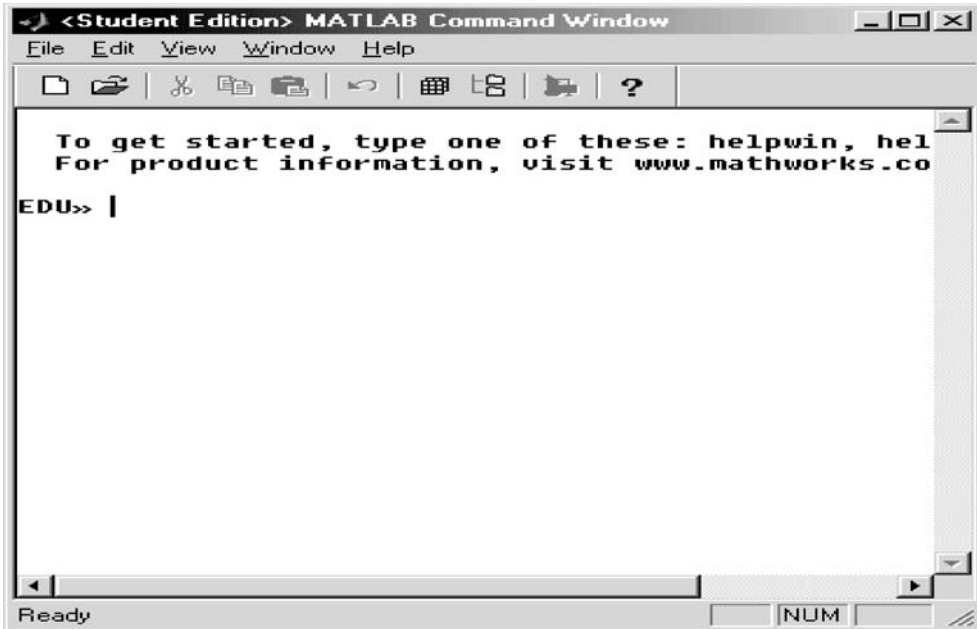 <Student Edition> MATLAB Command Window
File Edit View Window Help
?
To get started, type one of these: helpwin, hel
For product information, visit www.mathworks.co
EDU»
Ready NUM